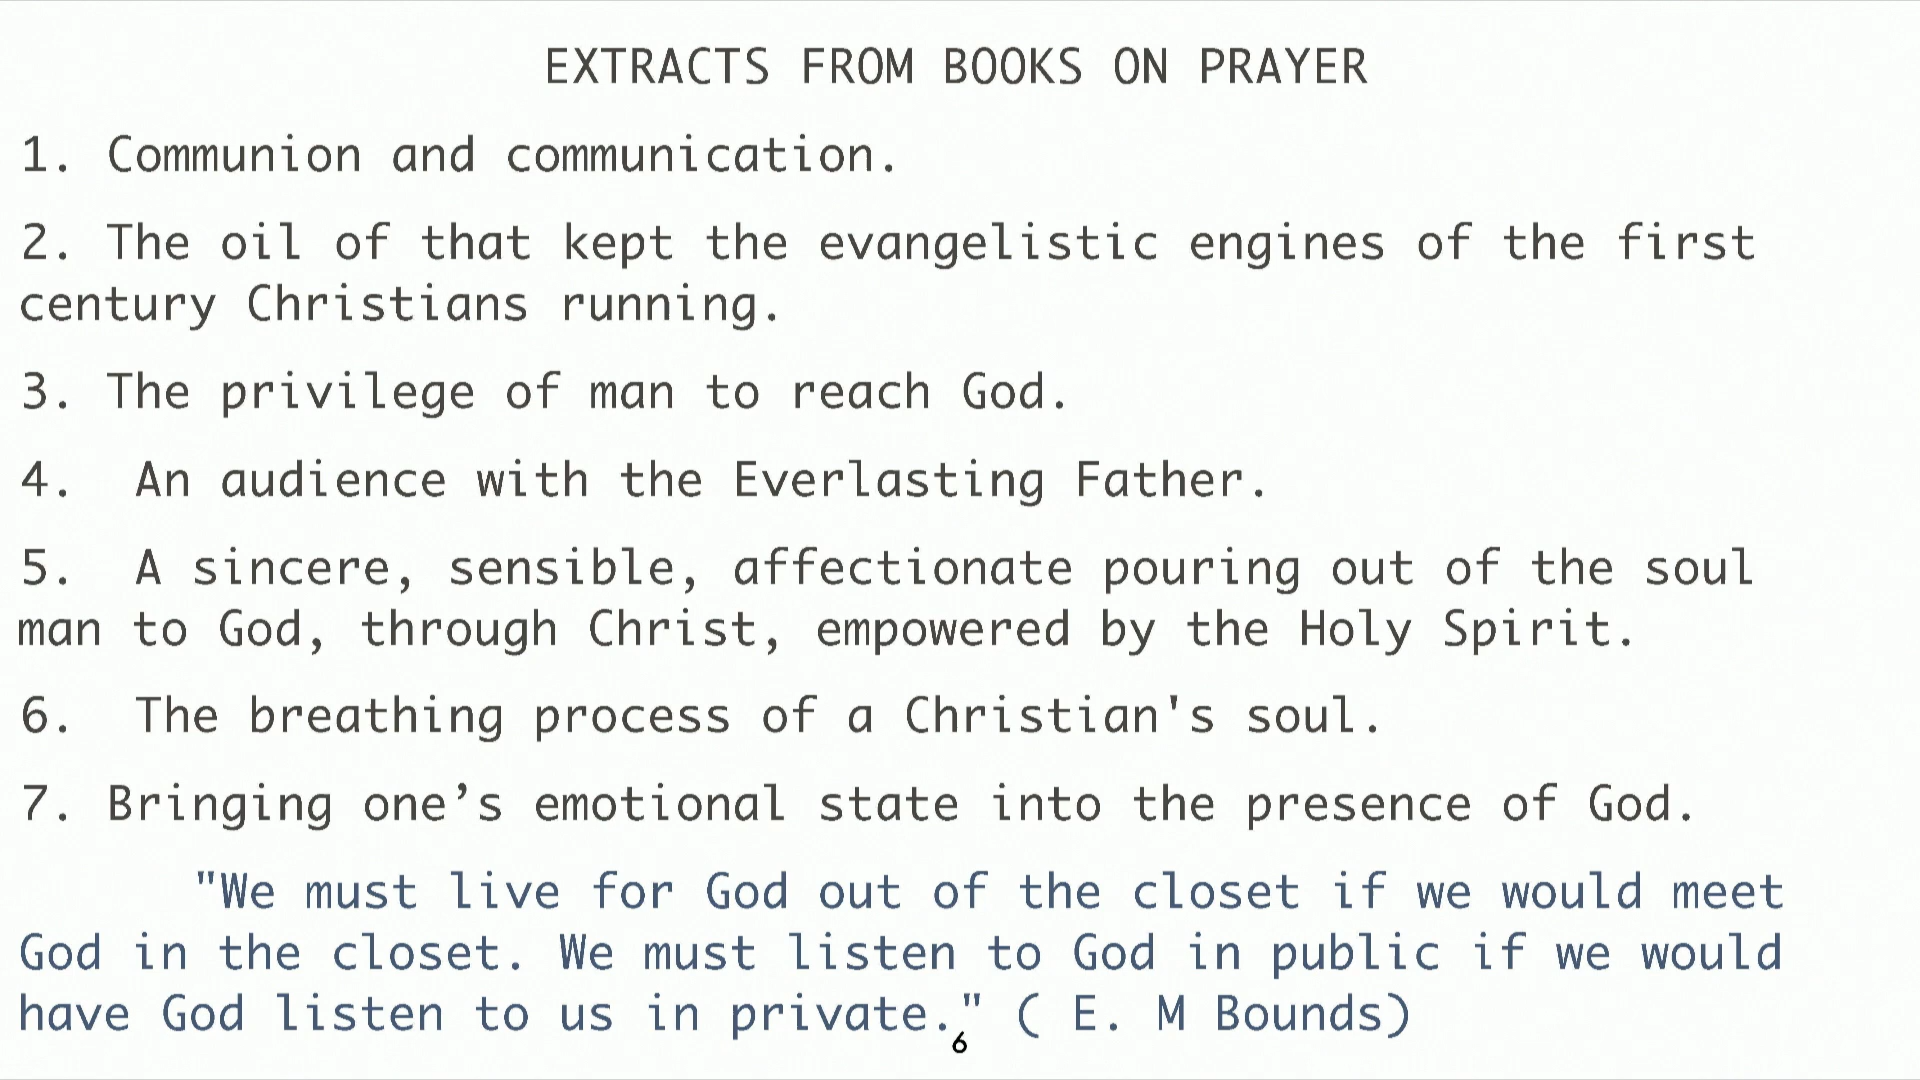 EXTRACTS FROM BOOKS ON PRAYER
1. Communion and communication.
2. The oil of that kept the evangelistic engines of the first
century Christians running.
3. The privilege of man to reach God.
4.  An audience with the Everlasting Father.
5.  A sincere, sensible, affectionate pouring out of the soul
man to God, through Christ, empowered by the Holy Spirit.
6.  The breathing process of a Christian's soul.
7. Bringing one’s emotional state into the presence of God.
"We must live for God out of the closet if we would meet
God in the closet. We must listen to God in public if we would
have God listen to us in private." ( E. M Bounds)
6